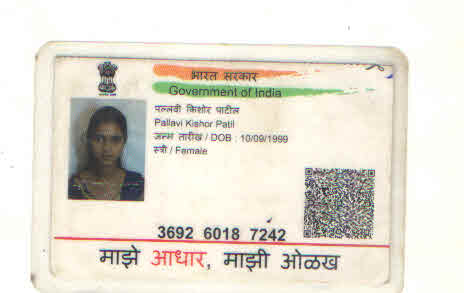 भारत सरकार
Government of India
पल्लवी किशोर पाटील
Pallavi Kishor Patil
जन्म तारीख / DOB : 10/09/1999
स्त्री / Female
3692 6018 7242
माझे आधार, माझी ओळख